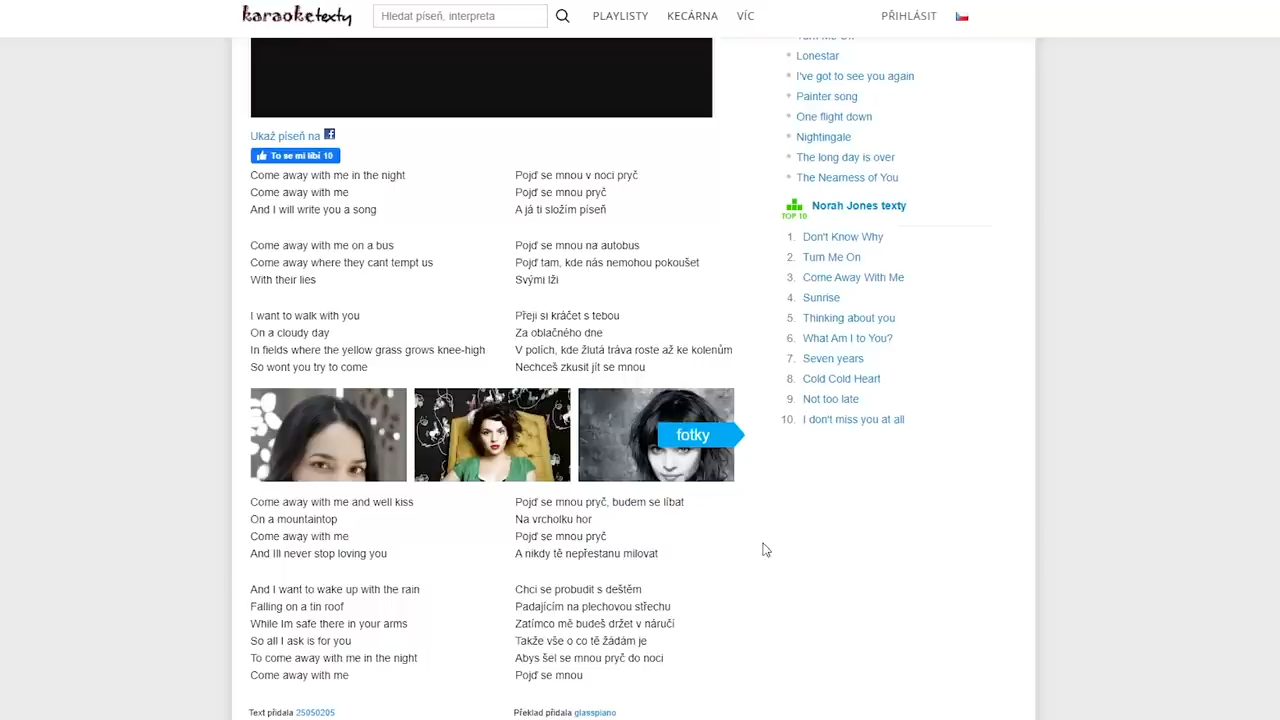 karaoketexty
Hledat píseň, interpreta
PLAYLISTY
KECÁRNA
VÍC
PŘIHLÁSIT
Ukaž píseň na
To se mi líbí 10
Come away with me in the night
Come away with me
And I will write you a song
Come away with me on a bus
Come away where they cant tempt us
With their lies
I want to walk with you
On a cloudy day
In fields where the yellow grass grows knee-high
So wont you try to come
Pojď se mnou v noci pryč
Pojď se mnou pryč
A já ti složím píseň
Pojď se mnou na autobus
Pojď tam, kde nás nemohou pokoušet
Svými lži
Přeji si kráčet s tebou
Za oblačného dne
V polích, kde žlutá tráva roste až ke kolenům
Nechceš zkusit jít se mnou
fotky
Come away with me and well kiss
On a mountaintop
Come away with me
And Ill never stop loving you
And I want to wake up with the rain
Falling on a tin roof
While Im safe there in your arms
So all I ask is for you
To come away with me in the night
Come away with me
Text přidala 25050205
Pojď se mnou pryč, budem se líbat
Na vrcholku hor
Pojď se mnou pryč
A nikdy tě nepřestanu milovat
Chci se probudit s deštěm
Padajícím na plechovou střechu
Zatímco mě budeš držet v náručí
Takže vše o co tě žádám je
Abys šel se mnou pryč do noci
Pojď se mnou
Překlad přidala glasspiano
Turn Me On
Lonestar
I've got to see you again
Painter song
One flight down
Nightingale
The long day is over
The Nearness of You
TOP 10
Norah Jones texty
1. Don't Know Why
2. Turn Me On
3. Come Away With Me
4. Sunrise
5. Thinking about you
6. What Am I to You?
7. Seven years
8. Cold Cold Heart
9. Not too late
10. I don't miss you at all